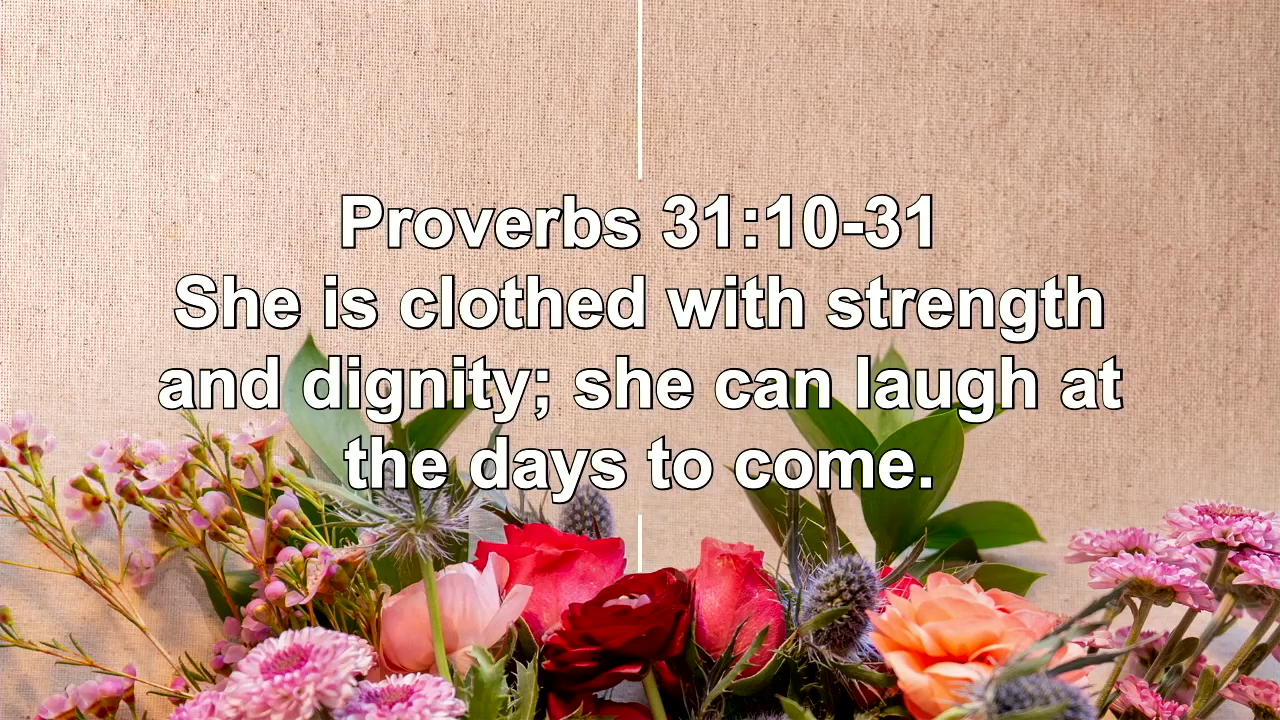 Proverbs 31:10-31
She is clothed with strength
and dignity; she can laugh at
the days to come.